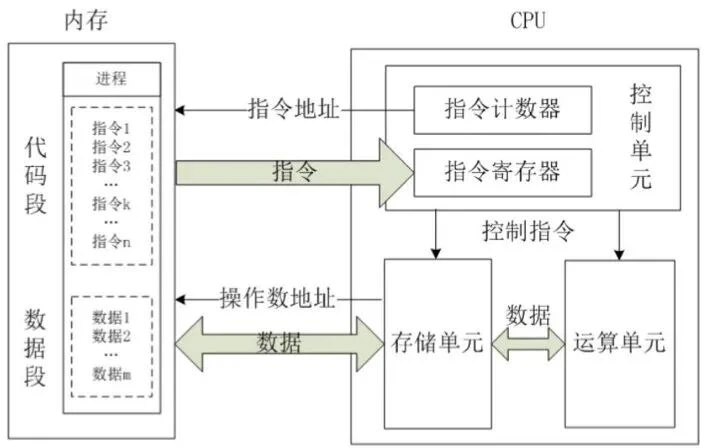 内存
CPU
进程
代码段
指令1
指令2
指令3
...
指令k
...
指令n
数据段
数据1
数据2
...
数据m
指令地址
指令
操作数地址
数据
指令计数器
指令寄存器
控制单元
控制指令
存储单元
数据
运算单元